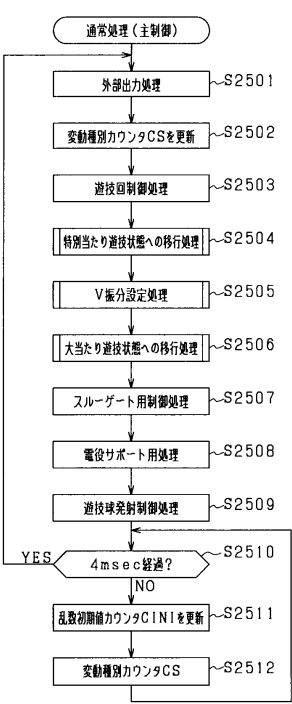 通常処理(主制御)
外部出力処理 S2501
変動種別カウンタCSを更新 S2502
遊技回制御処理 S2503
特別当たり遊技状態への移行処理 S2504
V振分設定処理 S2505
大当たり遊技状態への移行処理 S2506
スルーゲート用制御処理 S2507
電役サポート用処理 S2508
遊技球発射制御処理 S2509
YES 4msec経過? S2510
NO
乱数初期値カウンタCINIを更新 S2511
変動種別カウンタCS S2512